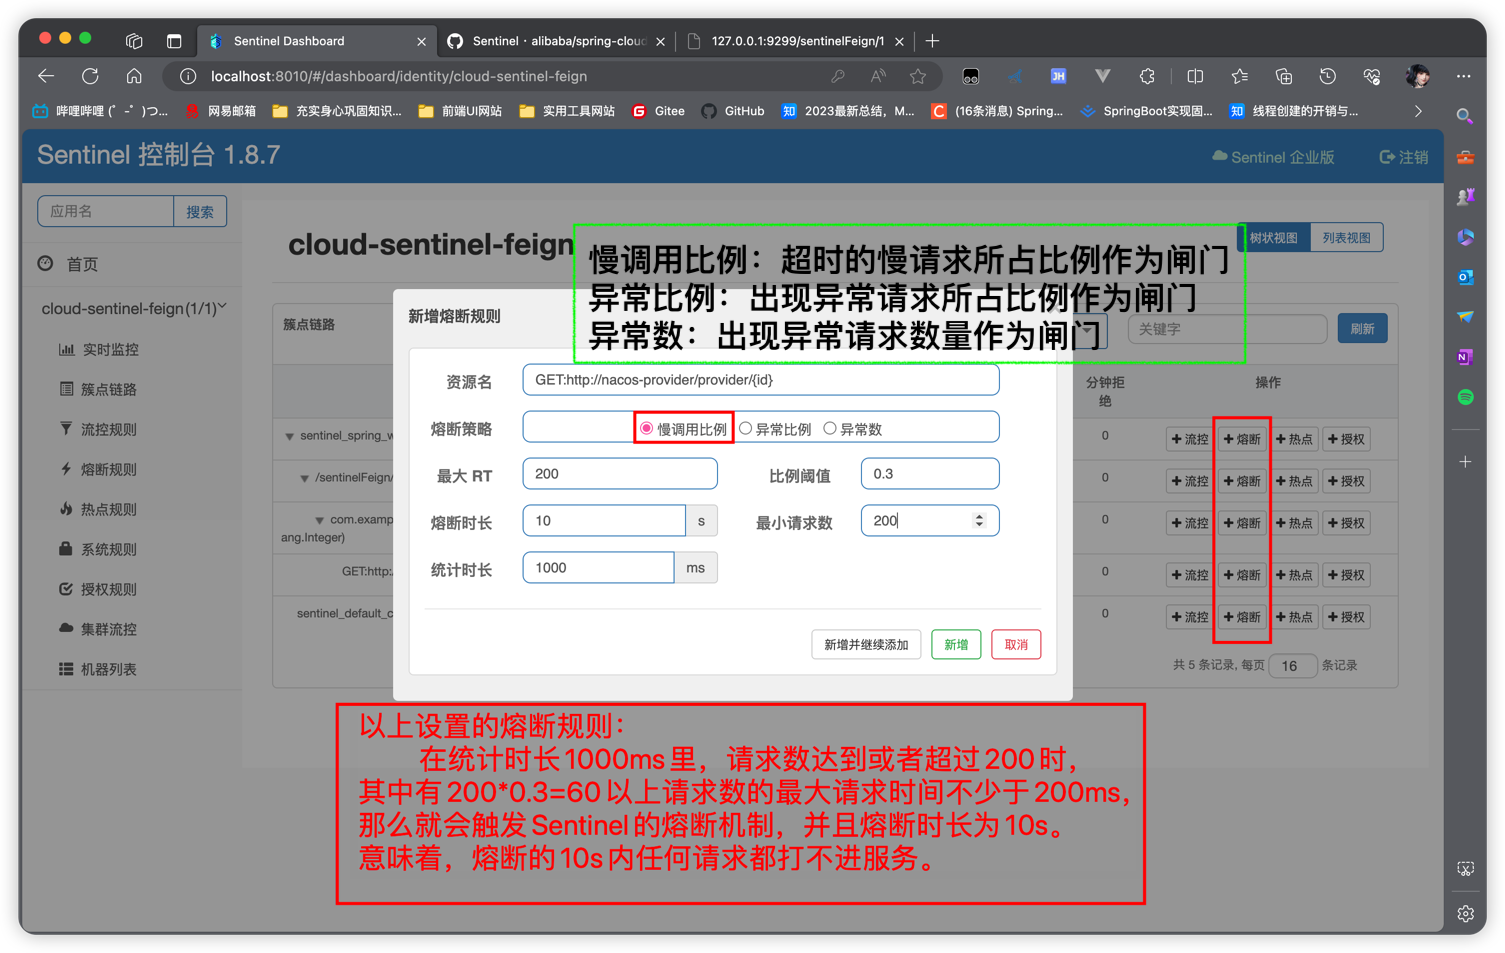 Sentinel Dashboard
Sentinel · alibaba/spring-cloud
127.0.0.1:9299/sentinelFeign/1
localhost:8010/#/dashboard/identity/cloud-sentinel-feign
哔哩哔哩 (゜-゜)つ...
网易邮箱
充实身心巩固知识...
前端UI网站
实用工具网站
Gitee
GitHub
2023最新总结，M...
(16条消息) Spring...
SpringBoot实现固...
线程创建的开销与...
Sentinel 控制台 1.8.7
Sentinel 企业版
注销
应用名
搜索
首页
cloud-sentinel-feign(1/1)
实时监控
簇点链路
流控规则
熔断规则
热点规则
系统规则
授权规则
集群流控
机器列表
cloud-sentinel-feign
树状视图
列表视图
慢调用比例：超时的慢请求所占比例作为闸门
异常比例：出现异常请求所占比例作为闸门
异常数：出现异常请求数量作为闸门
簇点链路
关键字
刷新
分钟拒绝
操作
sentinel_spring_w
0
流控
熔断
热点
授权
/sentinelFeign/
0
流控
熔断
热点
授权
com.examp
ang.Integer)
0
流控
熔断
热点
授权
GET:http:/
0
流控
熔断
热点
授权
sentinel_default_c
0
流控
熔断
热点
授权
共 5 条记录, 每页 16 条记录
新增熔断规则
资源名
GET:http://nacos-provider/provider/{id}
熔断策略
慢调用比例
异常比例
异常数
最大 RT
200
比例阈值
0.3
熔断时长
10
s
最小请求数
200
统计时长
1000
ms
新增并继续添加
新增
取消
以上设置的熔断规则：
在统计时长1000ms里，请求数达到或者超过200时，
其中有200*0.3=60以上请求数的最大请求时间不少于200ms，
那么就会触发Sentinel的熔断机制，并且熔断时长为10s。
意味着，熔断的10s内任何请求都打不进服务。